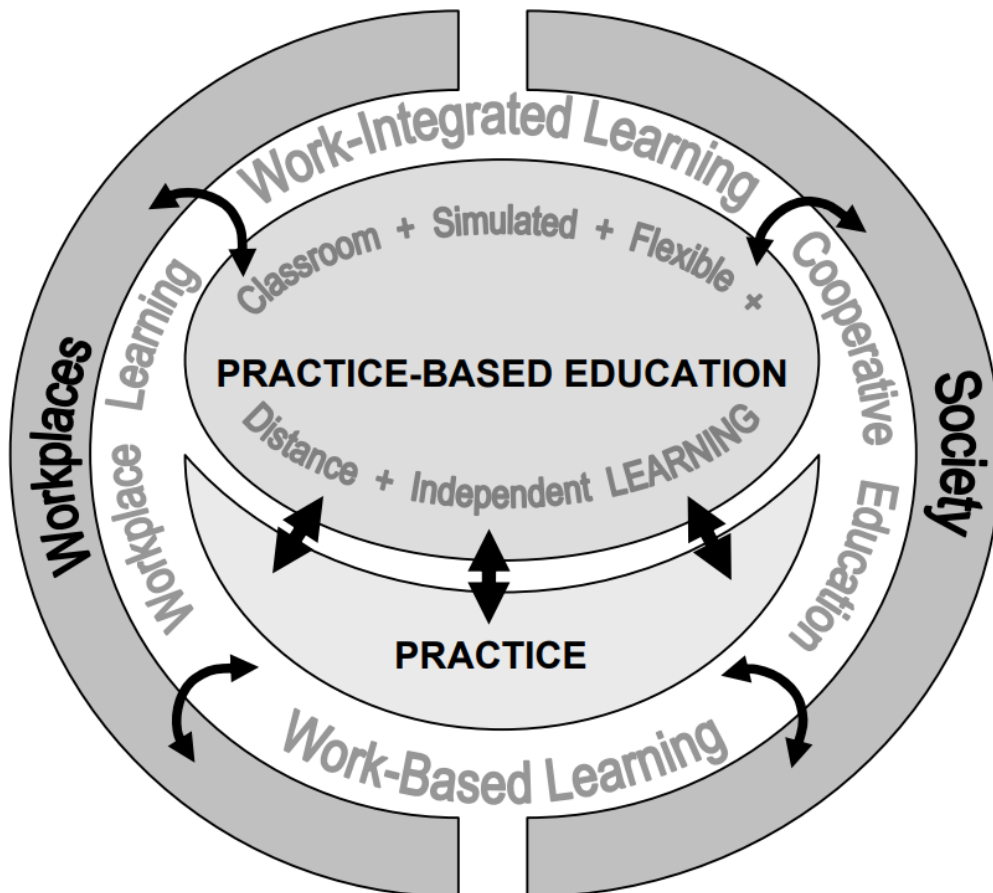 Work-Integrated Learning
Classroom + Simulated + Flexible +
PRACTICE-BASED EDUCATION
Distance + Independent LEARNING
Workplaces
Workplace Learning
Cooperative Education
Society
PRACTICE
Work-Based Learning